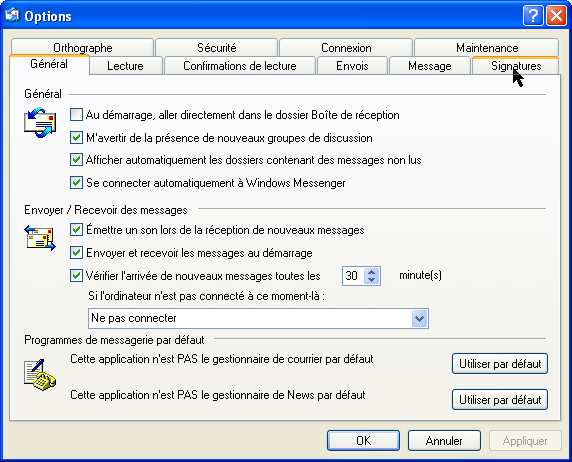 Options
Orthographe Sécurité Connexion Maintenance
Général Lecture Confirmations de lecture Envois Message Signatures
Général
Au démarrage, aller directement dans le dossier Boîte de réception
M'avertir de la présence de nouveaux groupes de discussion
Afficher automatiquement les dossiers contenant des messages non lus
Se connecter automatiquement à Windows Messenger
Envoyer / Recevoir des messages
Émettre un son lors de la réception de nouveaux messages
Envoyer et recevoir les messages au démarrage
Vérifier l'arrivée de nouveaux messages toutes les 30 minute(s)
Si l'ordinateur n'est pas connecté à ce moment-là :
Ne pas connecter
Programmes de messagerie par défaut
Cette application n'est PAS le gestionnaire de courrier par défaut Utiliser par défaut
Cette application n'est PAS le gestionnaire de News par défaut Utiliser par défaut
OK Annuler Appliquer